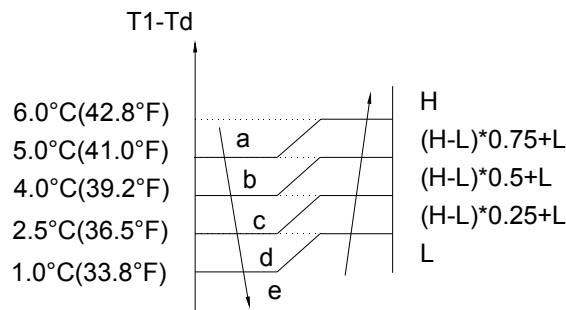 T1-Td
6.0°C(42.8°F)
5.0°C(41.0°F)
4.0°C(39.2°F)
2.5°C(36.5°F)
1.0°C(33.8°F)
a
b
c
d
e
H
(H-L)*0.75+L
(H-L)*0.5+L
(H-L)*0.25+L
L